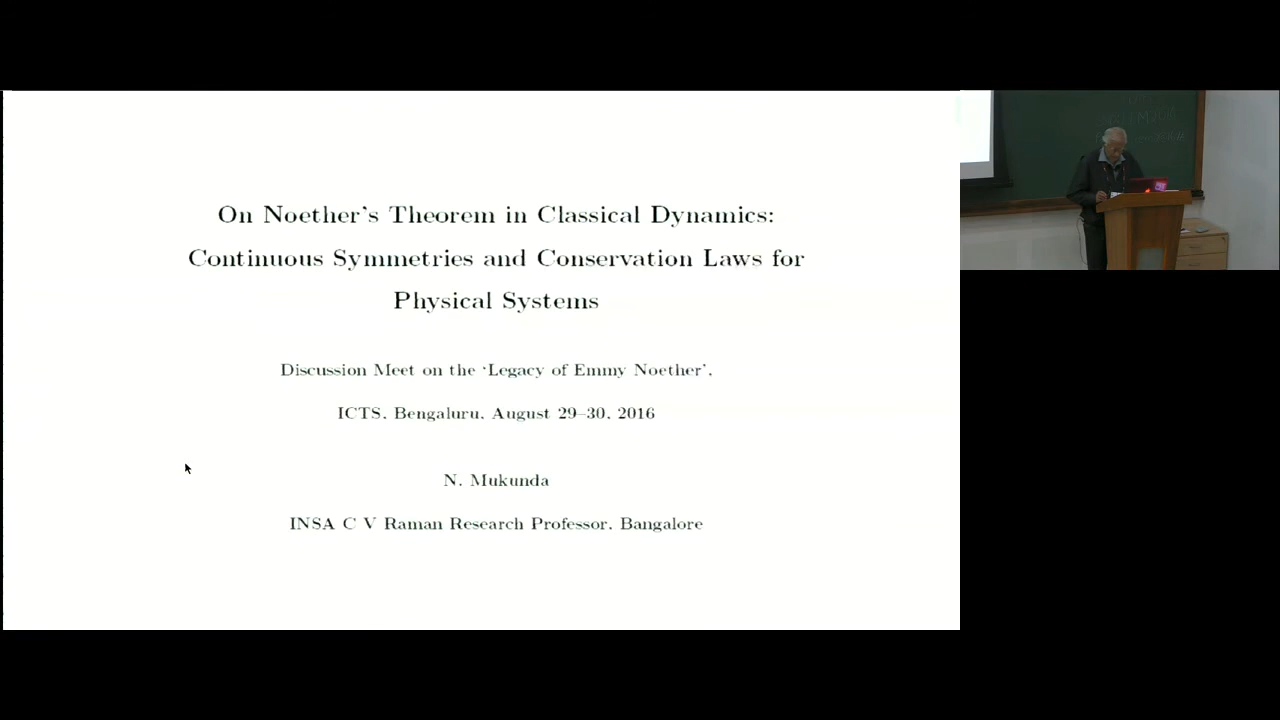 On Noether's Theorem in Classical Dynamics:
Continuous Symmetries and Conservation Laws for
Physical Systems
Discussion Meet on the 'Legacy of Emmy Noether',
ICTS, Bengaluru, August 29–30, 2016
N. Mukunda
INSA C V Raman Research Professor, Bangalore